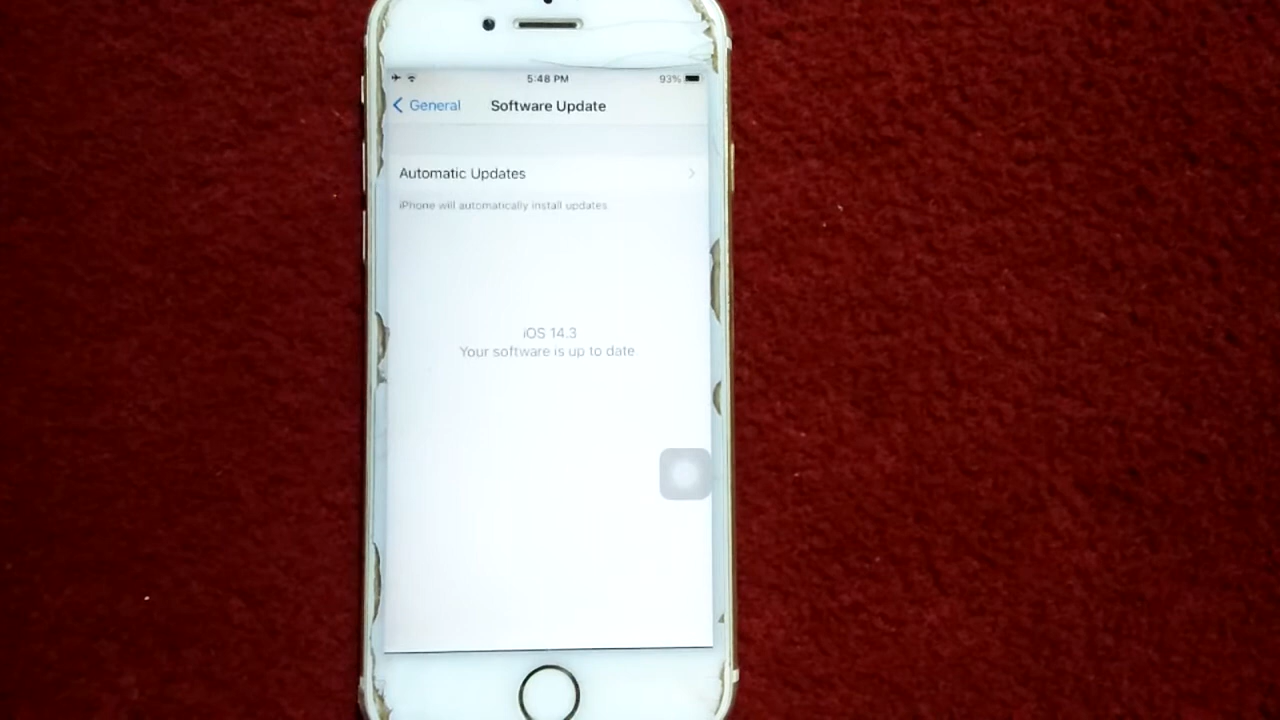 5:48 PM 93%
General Software Update
Automatic Updates
iPhone will automatically install updates.
iOS 14.3
Your software is up to date